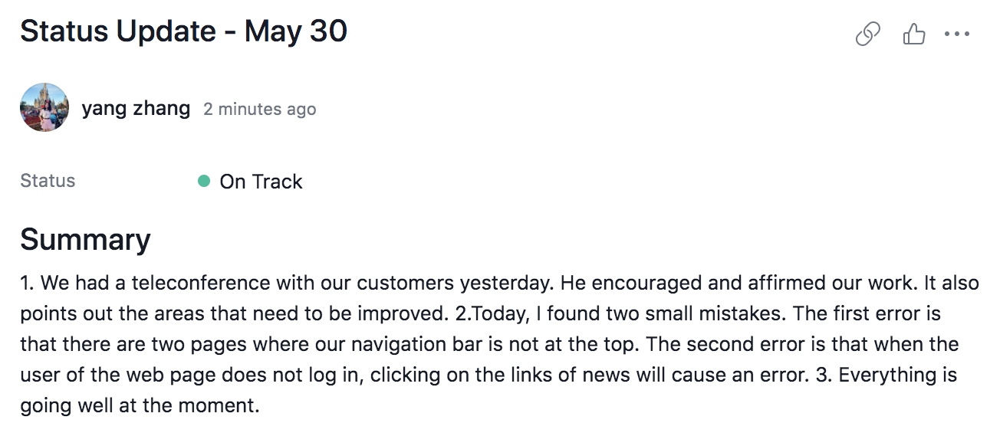 Status Update - May 30
yang zhang 2 minutes ago
Status On Track
Summary
1. We had a teleconference with our customers yesterday. He encouraged and affirmed our work. It also
points out the areas that need to be improved. 2.Today, I found two small mistakes. The first error is
that there are two pages where our navigation bar is not at the top. The second error is that when the
user of the web page does not log in, clicking on the links of news will cause an error. 3. Everything is
going well at the moment.